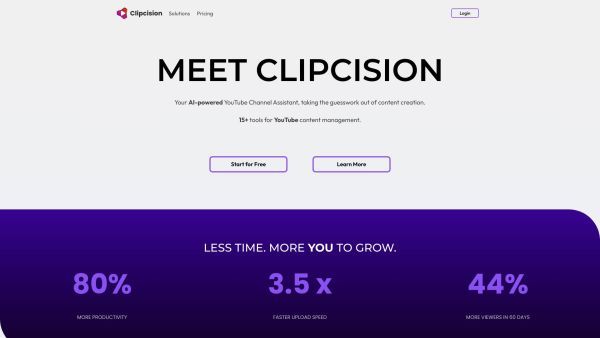 Clipcision Solutions Pricing Login
MEET CLIPCISION
Your AI-powered YouTube Channel Assistant, taking the guesswork out of content creation.
15+ tools for YouTube content management.
Start for Free Learn More
LESS TIME. MORE YOU TO GROW.
80% 3.5 x 44%
MORE PRODUCTIVITY FASTER UPLOAD SPEED MORE VIEWERS IN 60 DAYS